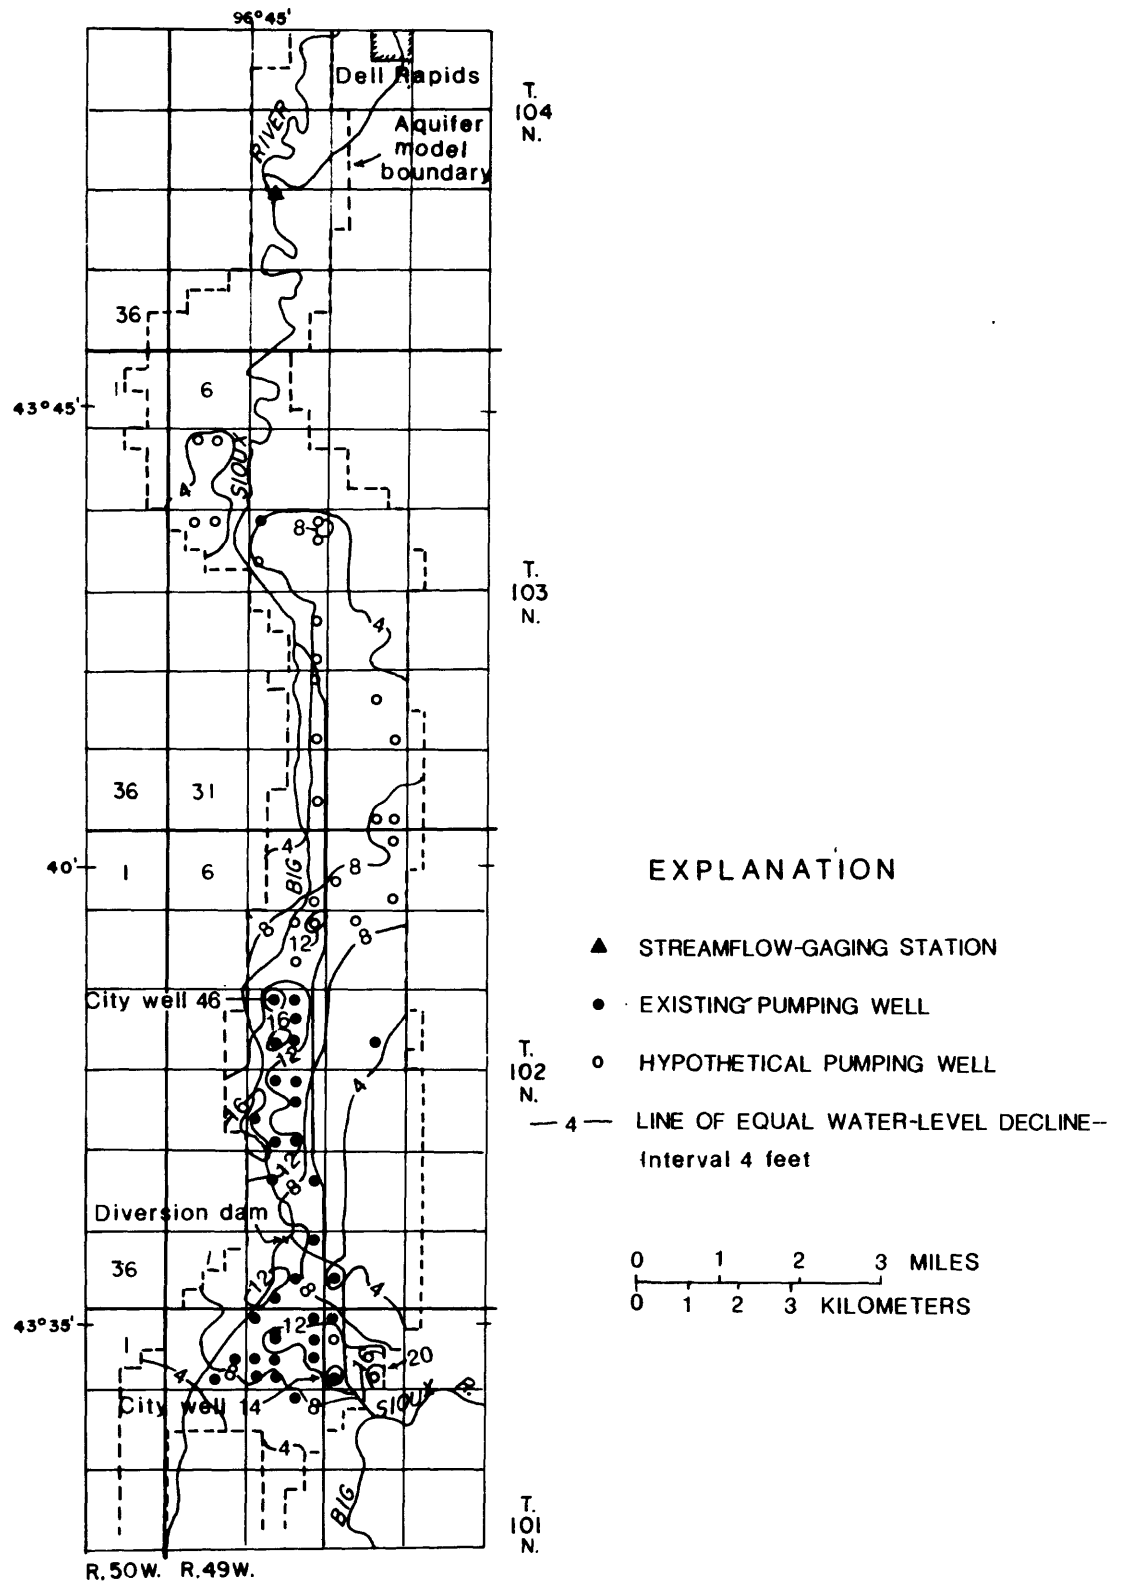 96°45'
Dell Rapids
T.
104
N.
RIVER
Aquifer
model
boundary
36
1
6
43°45'
SIOUX
4
8
T.
103
N.
4
36
31
4
40'
1
6
BIG
8
8
12
8
City well 46
16
12
T.
102
N.
4
16
12
8
Diversion dam
36
1
12
8
4
43°35'
1
12
16
20
4
8
City well 14
8
SIOUX
R.
4
BIG
T.
101
N.
R.50W. R.49W.
EXPLANATION
STREAMFLOW-GAGING STATION
EXISTING PUMPING WELL
HYPOTHETICAL PUMPING WELL
— 4 — LINE OF EQUAL WATER-LEVEL DECLINE--
Interval 4 feet
0 1 2 3 MILES
0 1 2 3 KILOMETERS